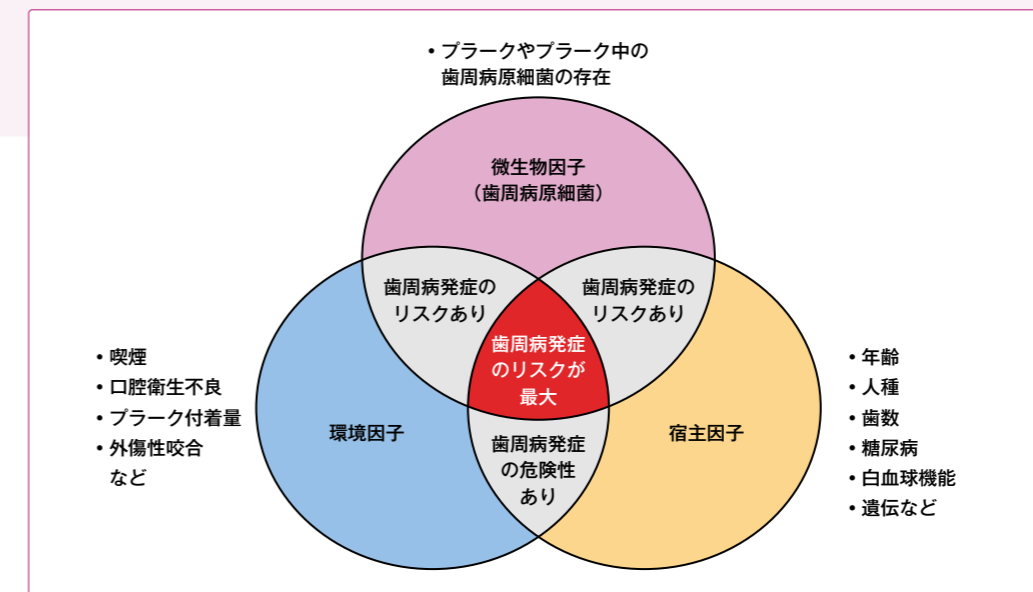 • プラークやプラーク中の
歯周病原細菌の存在
微生物因子
（歯周病原細菌）
歯周病発症の
リスクあり
歯周病発症の
リスクあり
歯周病発症
のリスクが
最大
• 喫煙
• 口腔衛生不良
• プラーク付着量
• 外傷性咬合
など
環境因子
宿主因子
• 年齢
• 人種
• 歯数
• 糖尿病
• 白血球機能
• 遺伝など
歯周病発症
の危険性
あり